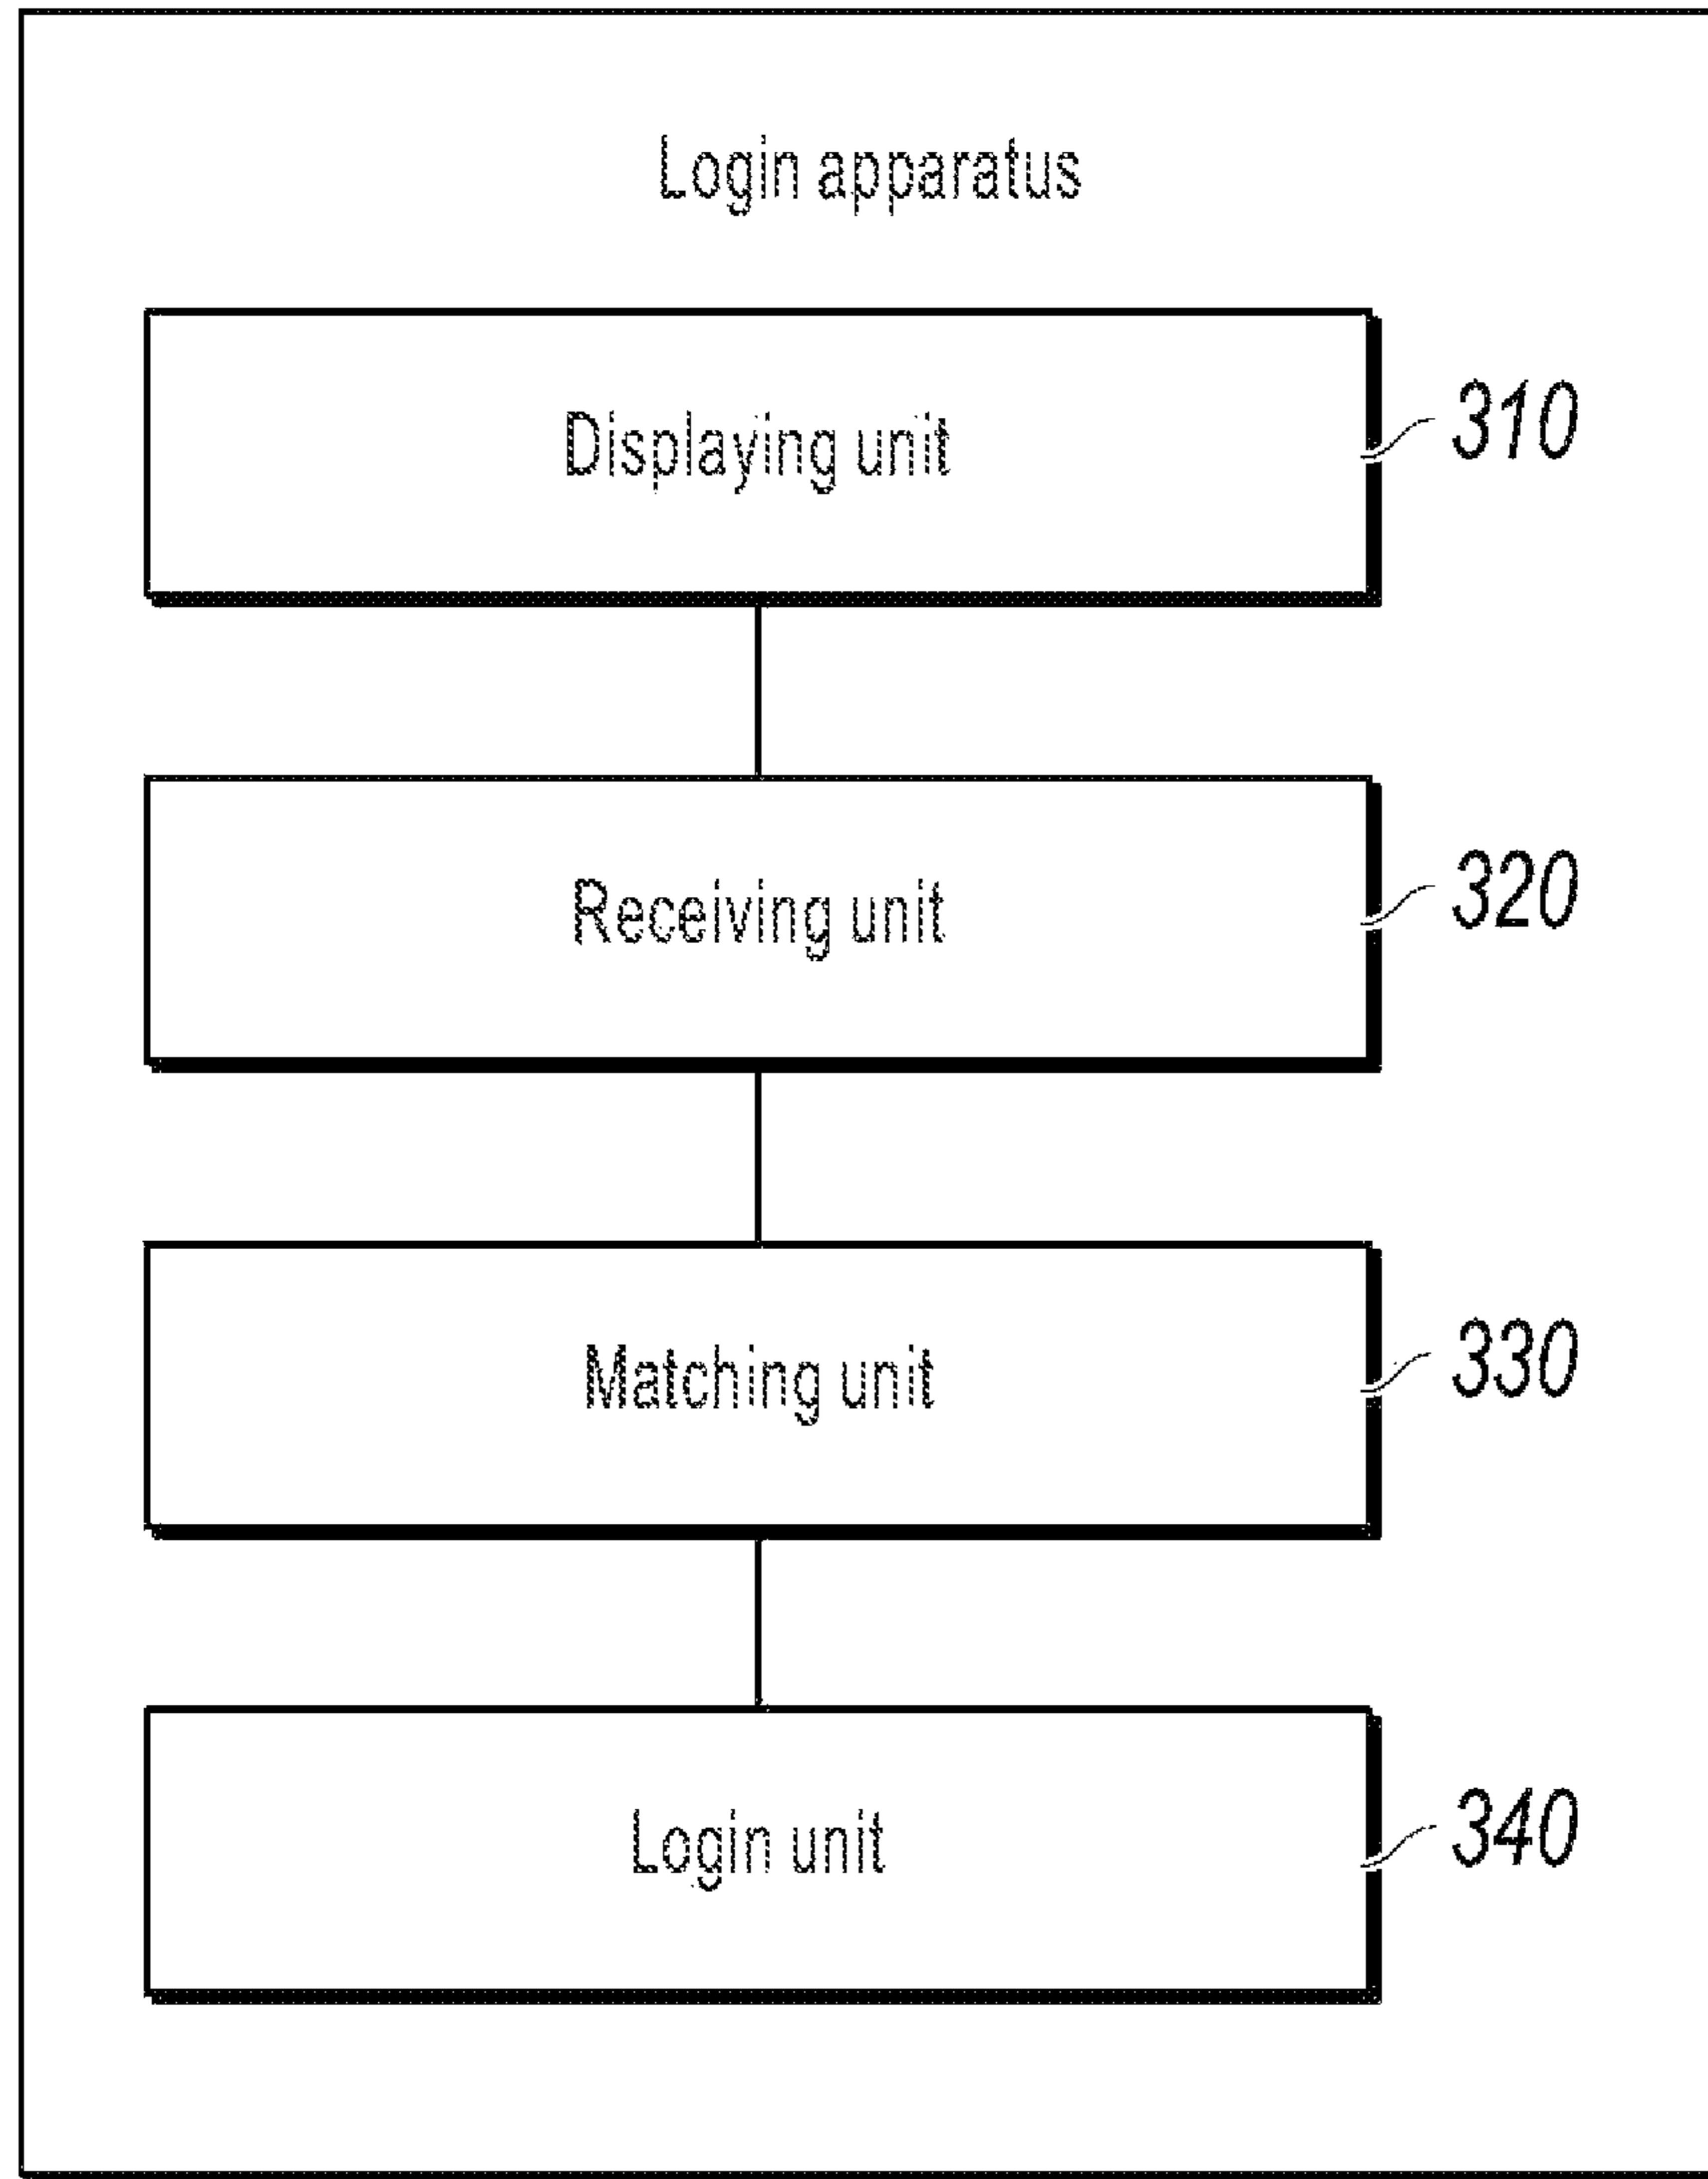 Login apparatus
Displaying unit
310
Receiving unit
320
Matching unit
330
Login unit
340